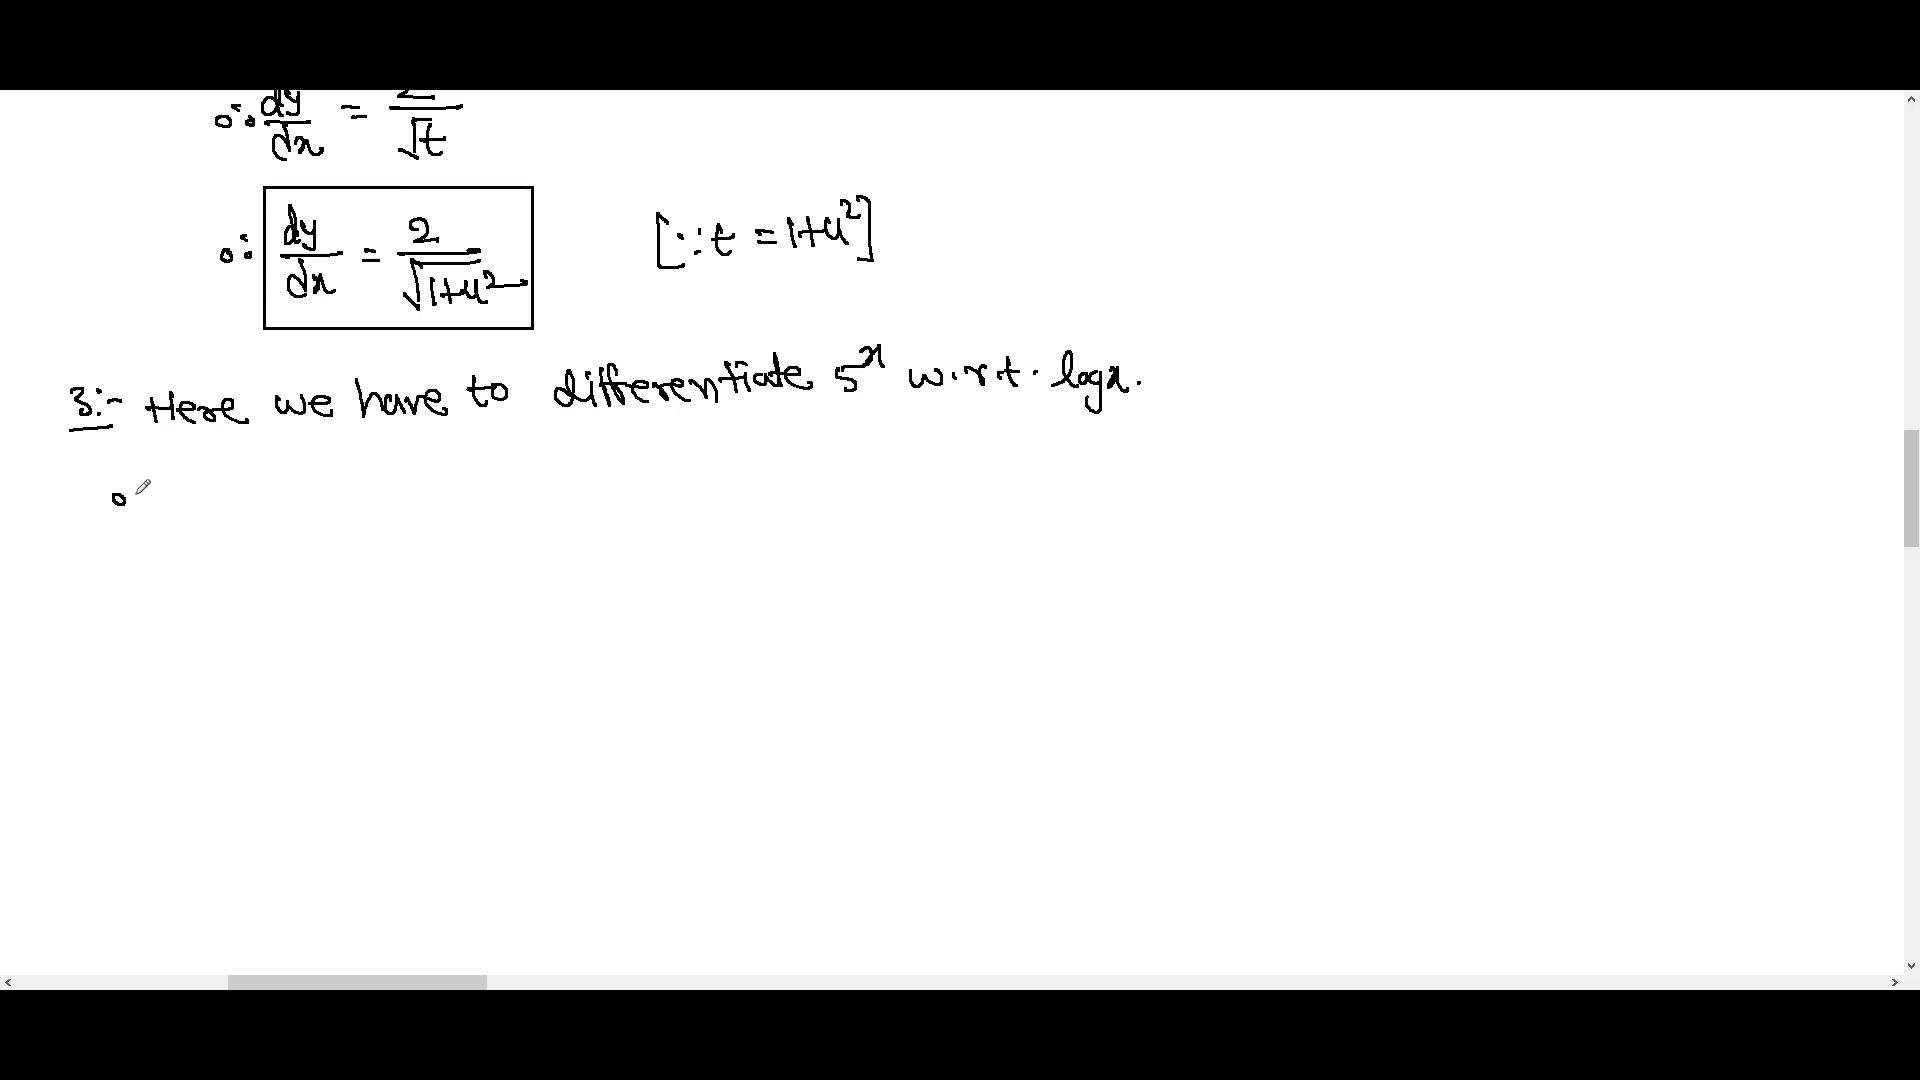 ∴ dy/dx = 2/√t
∴ dy/dx = 2/√(1+u²) [∵ t = 1+u²]
3:- Here we have to differentiate 5^x w.r.t. logx.